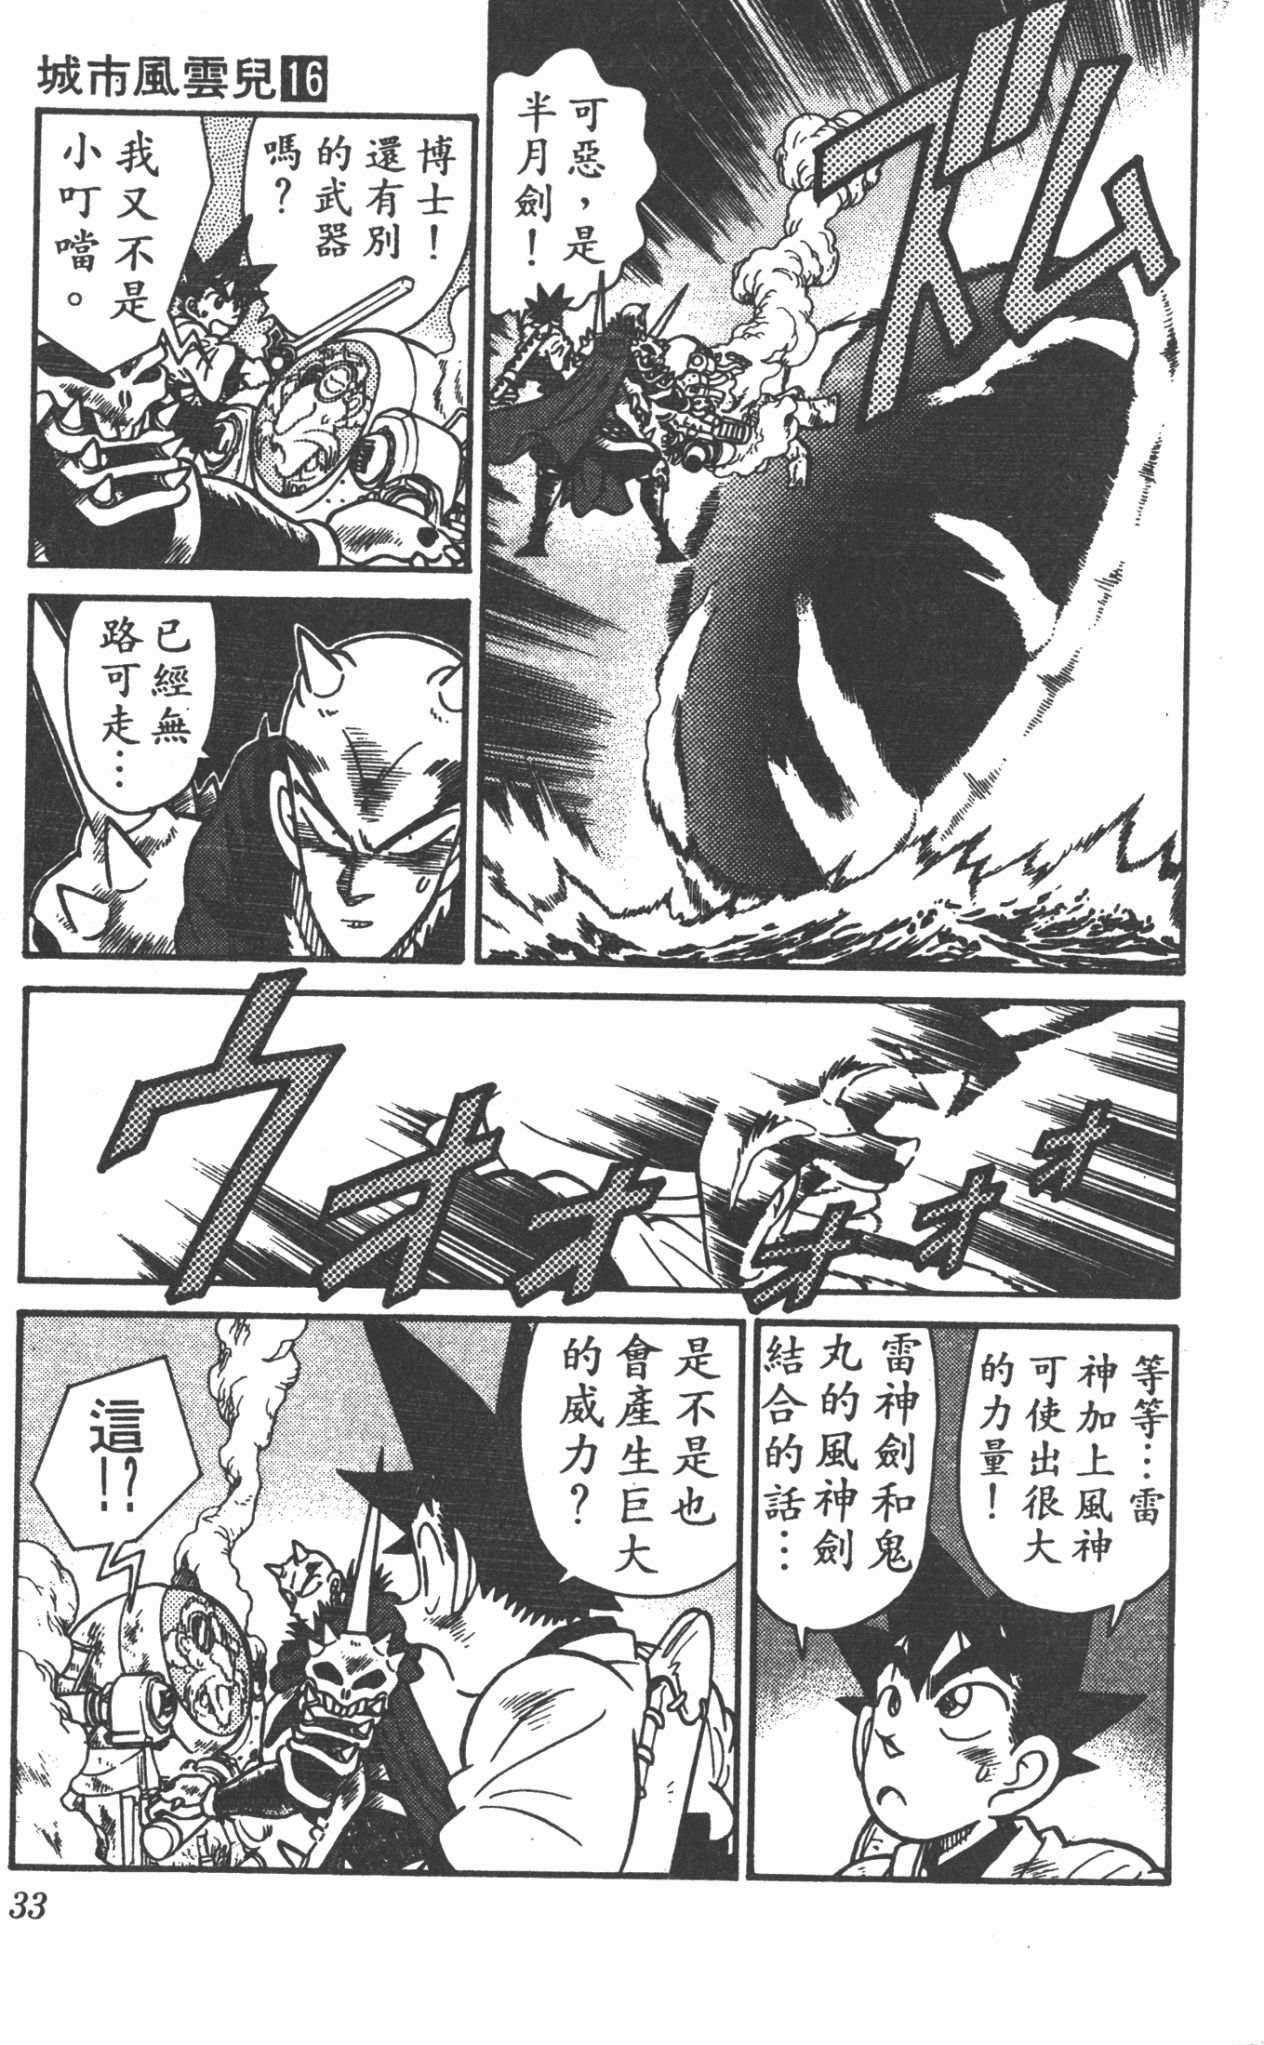 城市風雲兒16
ズズム
可惡，是
半月劍！
博士！
還有別
的武器
嗎？
我又不是
小叮噹。
已經無
路可走…
ウオオオオオ
等等…雷
神加上風神
可使出很大
的力量！
雷神劍和鬼
丸的風神劍
結合的話…
是不是也
會產生巨大
的威力？
這!?
33